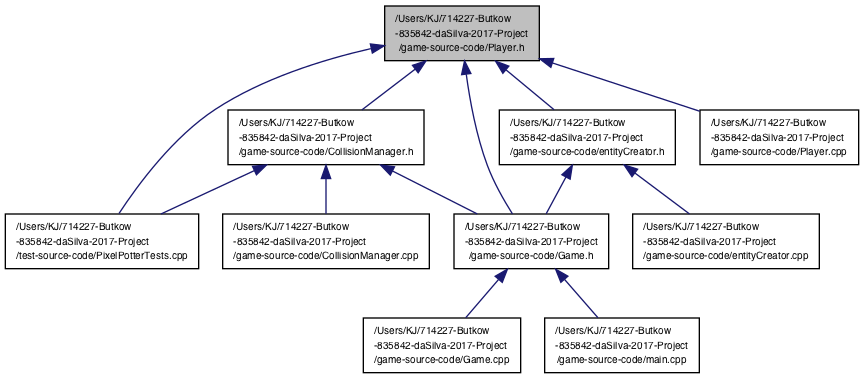 /Users/KJ/714227-Butkow
-835842-daSilva-2017-Project
/game-source-code/Player.h
/Users/KJ/714227-Butkow
-835842-daSilva-2017-Project
/game-source-code/CollisionManager.h
/Users/KJ/714227-Butkow
-835842-daSilva-2017-Project
/game-source-code/entityCreator.h
/Users/KJ/714227-Butkow
-835842-daSilva-2017-Project
/game-source-code/Player.cpp
/Users/KJ/714227-Butkow
-835842-daSilva-2017-Project
/test-source-code/PixelPotterTests.cpp
/Users/KJ/714227-Butkow
-835842-daSilva-2017-Project
/game-source-code/CollisionManager.cpp
/Users/KJ/714227-Butkow
-835842-daSilva-2017-Project
/game-source-code/Game.h
/Users/KJ/714227-Butkow
-835842-daSilva-2017-Project
/game-source-code/entityCreator.cpp
/Users/KJ/714227-Butkow
-835842-daSilva-2017-Project
/game-source-code/Game.cpp
/Users/KJ/714227-Butkow
-835842-daSilva-2017-Project
/game-source-code/main.cpp